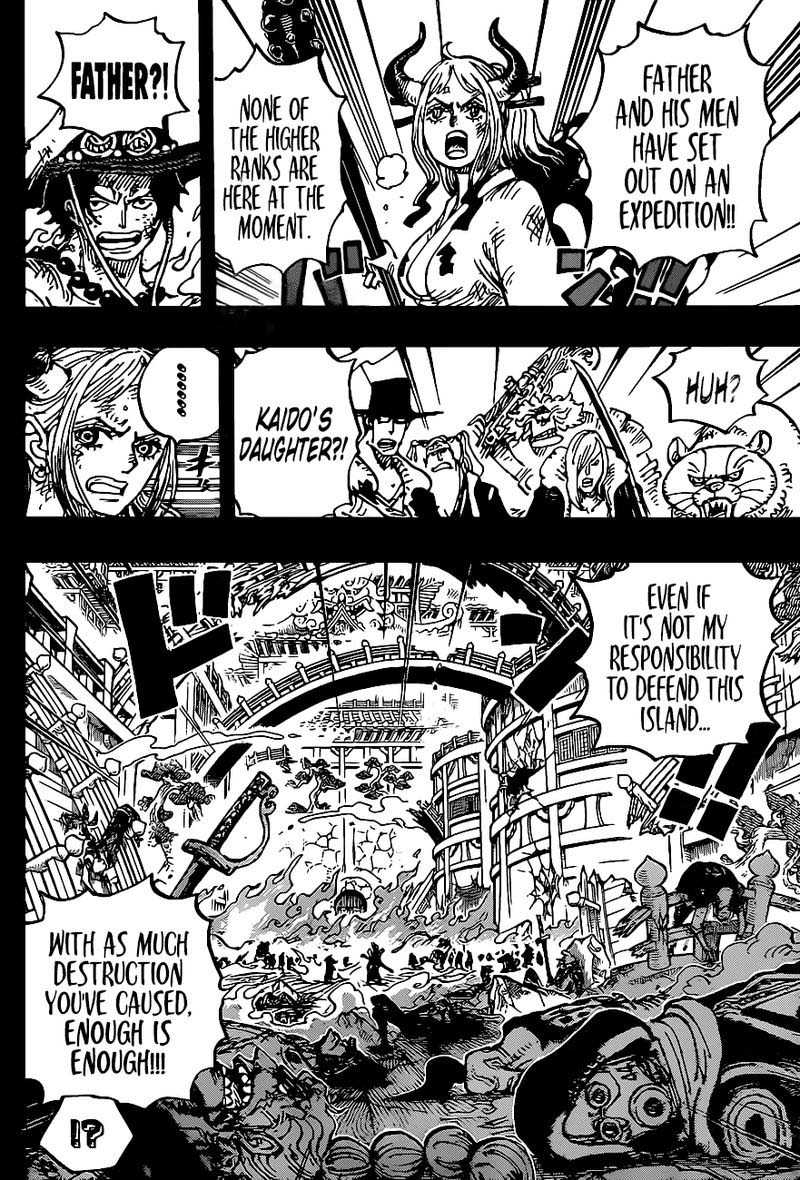 FATHER
AND HIS MEN
HAVE SET
OUT ON AN
EXPEDITION!!
NONE OF
THE HIGHER
RANKS ARE
HERE AT THE
MOMENT.
FATHER?!
HUH?
KAIDO'S
DAUGHTER?!
......
EVEN IF
IT'S NOT MY
RESPONSIBILITY
TO DEFEND THIS
ISLAND...
ドン!!
WITH AS MUCH
DESTRUCTION
YOU'VE CAUSED,
ENOUGH IS
ENOUGH!!!
!?